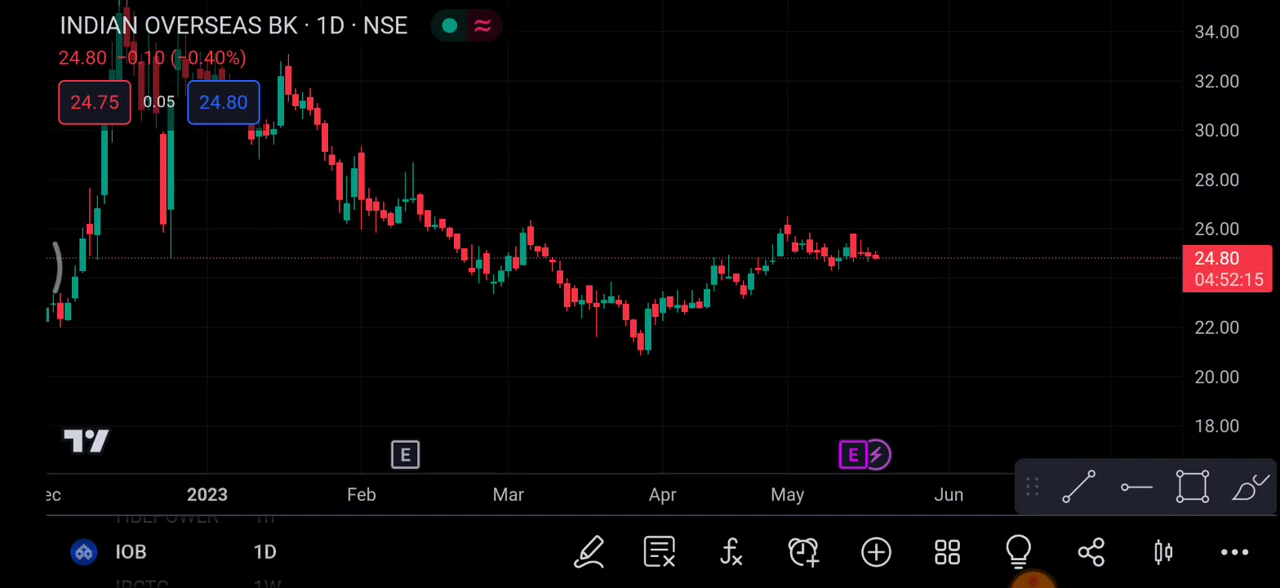 INDIAN OVERSEAS BK · 1D · NSE
24.80 −0.10 (−0.40%)
24.75 0.05 24.80
34.00
32.00
30.00
28.00
26.00
24.80
04:52:15
22.00
20.00
18.00
E E
2023 Feb Mar Apr May Jun
IOB 1D